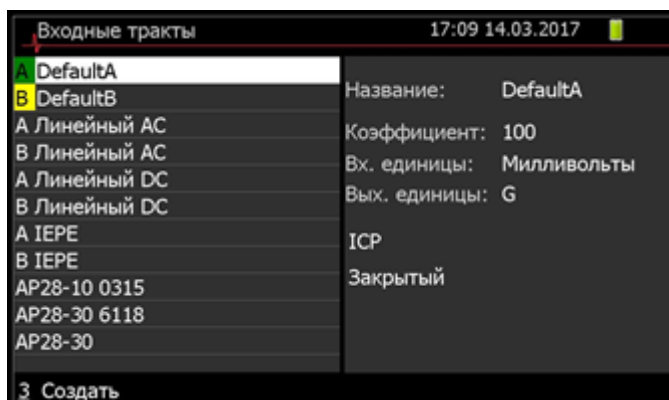 Входные тракты 17:09 14.03.2017
A DefaultA
B DefaultB
A Линейный AC
B Линейный AC
A Линейный DC
B Линейный DC
A IEPE
B IEPE
AP28-10 0315
AP28-30 6118
AP28-30
Название: DefaultA
Коэффициент: 100
Вх. единицы: Милливольты
Вых. единицы: G
ICP
Закрытый
3 Создать